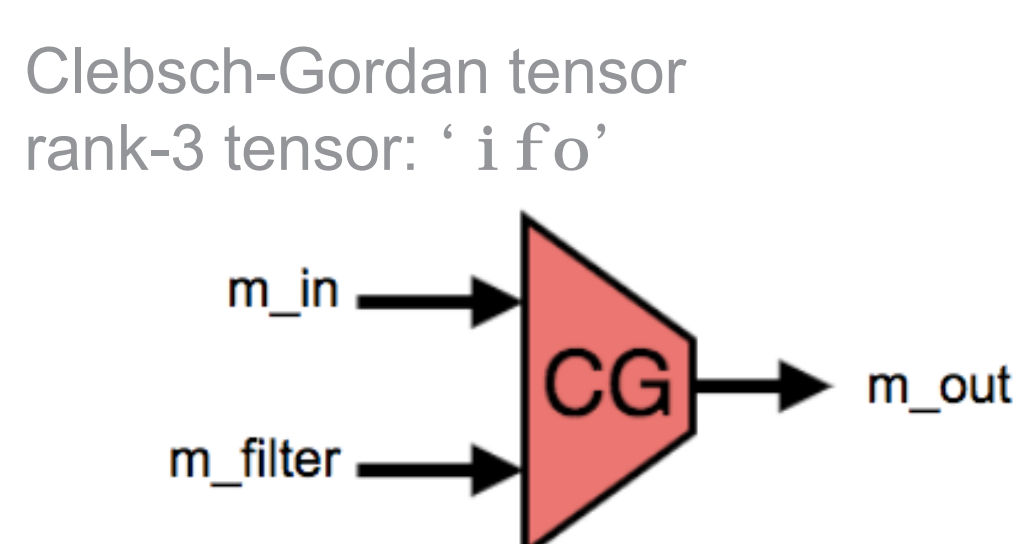 Clebsch-Gordan tensor
rank-3 tensor: ‘ifo’
m_in
CG
m_out
m_filter